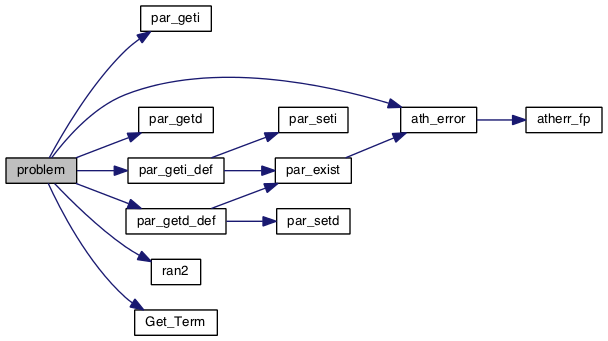 par_geti
par_getd
par_seti
ath_error
atherr_fp
problem
par_geti_def
par_exist
par_getd_def
par_setd
ran2
Get_Term